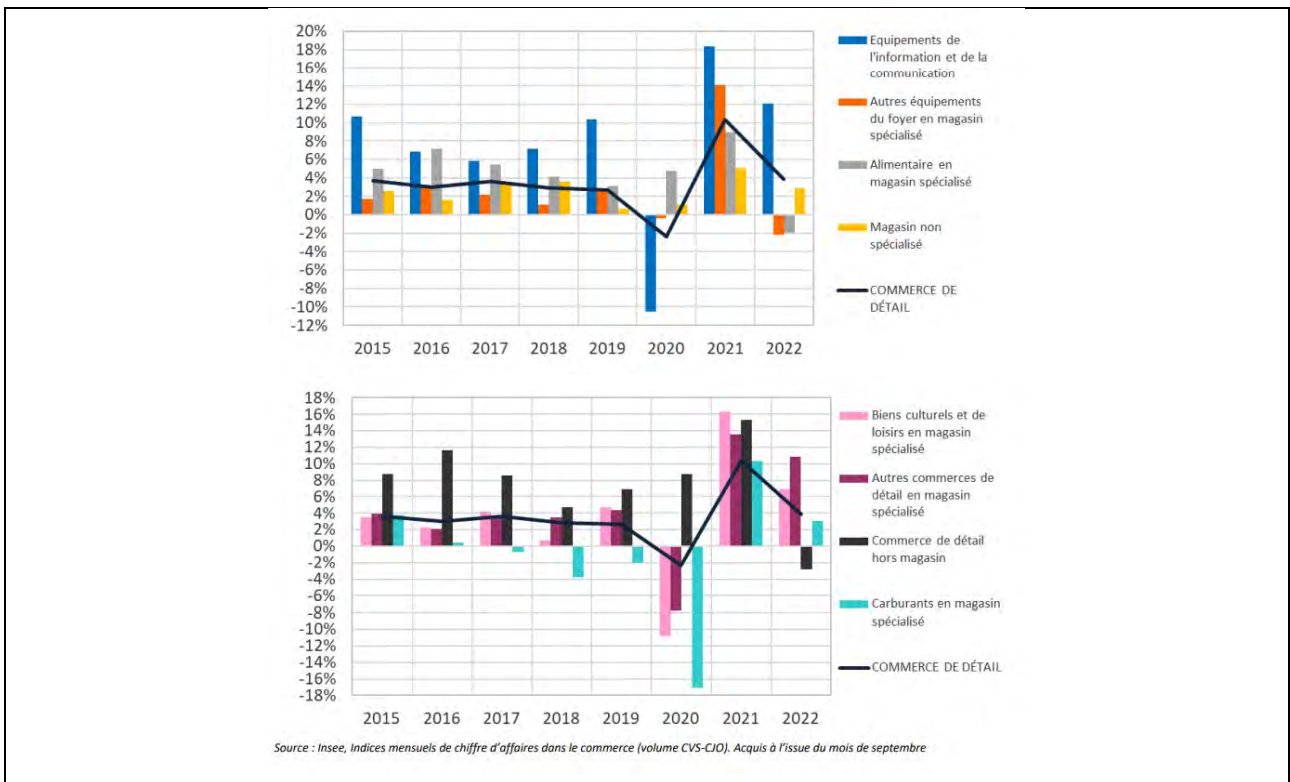 20%
18%
16%
14%
12%
10%
8%
6%
4%
2%
0%
-2%
-4%
-6%
-8%
-10%
-12%
2015 2016 2017 2018 2019 2020 2021 2022
Equipements de
l'information et de la
communication
Autres équipements
du foyer en magasin
spécialisé
Alimentaire en
magasin spécialisé
Magasin non
spécialisé
COMMERCE DE
DÉTAIL
18%
16%
14%
12%
10%
8%
6%
4%
2%
0%
-2%
-4%
-6%
-8%
-10%
-12%
-14%
-16%
-18%
2015 2016 2017 2018 2019 2020 2021 2022
Biens culturels et de
loisirs en magasin
spécialisé
Autres commerces de
détail en magasin
spécialisé
Commerce de détail
hors magasin
Carburants en magasin
spécialisé
COMMERCE DE DÉTAIL
Source : Insee, Indices mensuels de chiffre d'affaires dans le commerce (volume CVS-CJO). Acquis à l'issue du mois de septembre